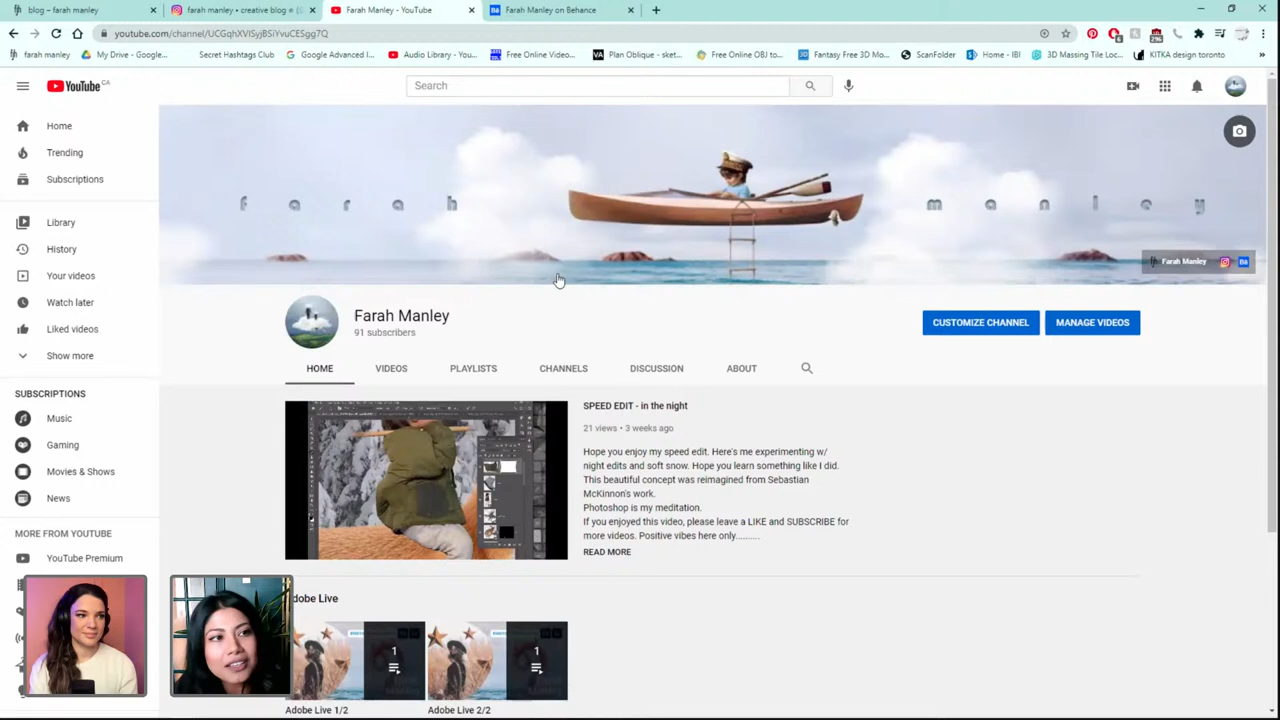 blog – farah manley
farah manley • creative blog
Farah Manley - YouTube
Farah Manley on Behance
youtube.com/channel/UCGqhXVISyjBSiYvuCESgg7Q
farah manley
My Drive - Google...
Secret Hashtags Club
Google Advanced I...
Audio Library - You...
Free Online Video...
Plan Oblique - sket...
Free Online OBJ to...
Fantasy Free 3D Mo...
ScanFolder
Home - IBI
3D Massing Tile Loc...
KITKA design toronto
YouTube CA
Search
Home
Trending
Subscriptions
Library
History
Your videos
Watch later
Liked videos
Show more
SUBSCRIPTIONS
Music
Gaming
Movies & Shows
News
MORE FROM YOUTUBE
YouTube Premium
farah manley
Farah Manley
Farah Manley
91 subscribers
CUSTOMIZE CHANNEL
MANAGE VIDEOS
HOME VIDEOS PLAYLISTS CHANNELS DISCUSSION ABOUT
SPEED EDIT - in the night
21 views • 3 weeks ago
Hope you enjoy my speed edit. Here's me experimenting w/
night edits and soft snow. Hope you learn something like I did.
This beautiful concept was reimagined from Sebastian
McKinnon's work.
Photoshop is my meditation.
If you enjoyed this video, please leave a LIKE and SUBSCRIBE for
more videos. Positive vibes here only..........
READ MORE
dobe Live
1
1
Adobe Live 1/2
Adobe Live 2/2